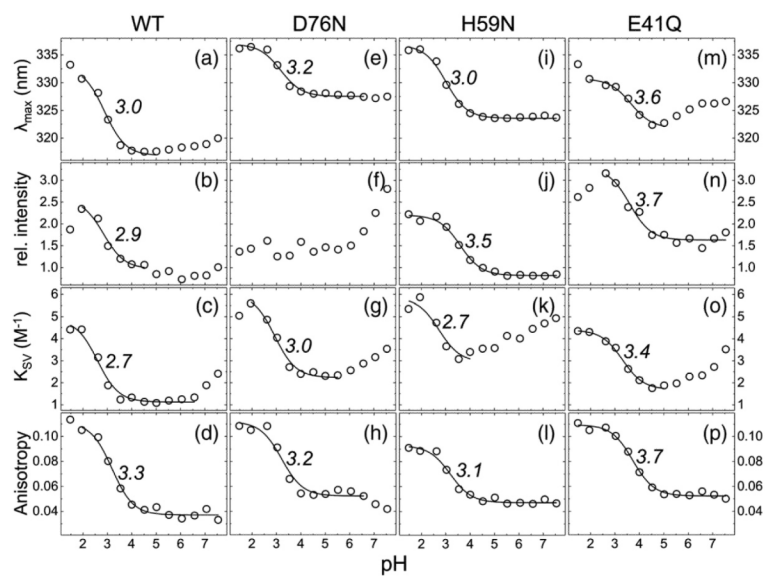 WT D76N H59N E41Q
(a) (e) (i) (m)
λmax (nm) 335 330 325 320
3.0 3.2 3.0 3.6
335 330 325 320
(b) (f) (j) (n)
rel. intensity 3.0 2.5 2.0 1.5 1.0
2.9 3.5 3.7
3.0 2.5 2.0 1.5 1.0
(c) (g) (k) (o)
KSV (M-1) 6 5 4 3 2 1
2.7 3.0 2.7 3.4
6 5 4 3 2 1
(d) (h) (l) (p)
Anisotropy 0.10 0.08 0.06 0.04
3.3 3.2 3.1 3.7
0.10 0.08 0.06 0.04
2 3 4 5 6 7 2 3 4 5 6 7 2 3 4 5 6 7 2 3 4 5 6 7
pH